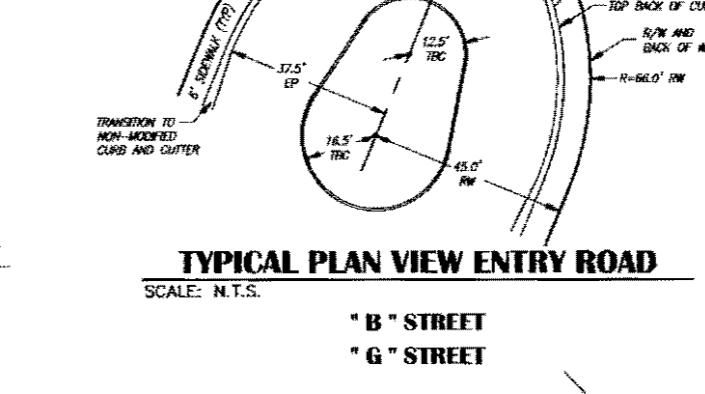 TOP BACK OF CU
R/W AND
BACK OF W
R=66.0' RW
6' SIDEWALK (TYP)
12.5'
TBC
37.5'
EP
TRANSITION TO
NON-MODIFIED
CURB AND GUTTER
16.5'
TBC
45.0'
RW
TYPICAL PLAN VIEW ENTRY ROAD
SCALE: N.T.S.
" B " STREET
" G " STREET